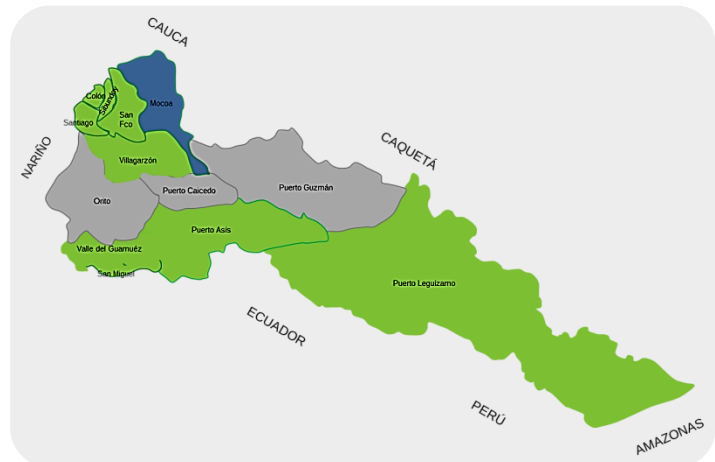 CAUCA
Mocoa
Colón
Sibundoy
San
Fco
Santiago
NARIÑO
CAQUETÁ
Villagarzón
Puerto Caicedo
Puerto Guzmán
Orito
Puerto Asís
Valle del Guamuéz
San Miguel
Puerto Leguízamo
ECUADOR
PERÚ
AMAZONAS